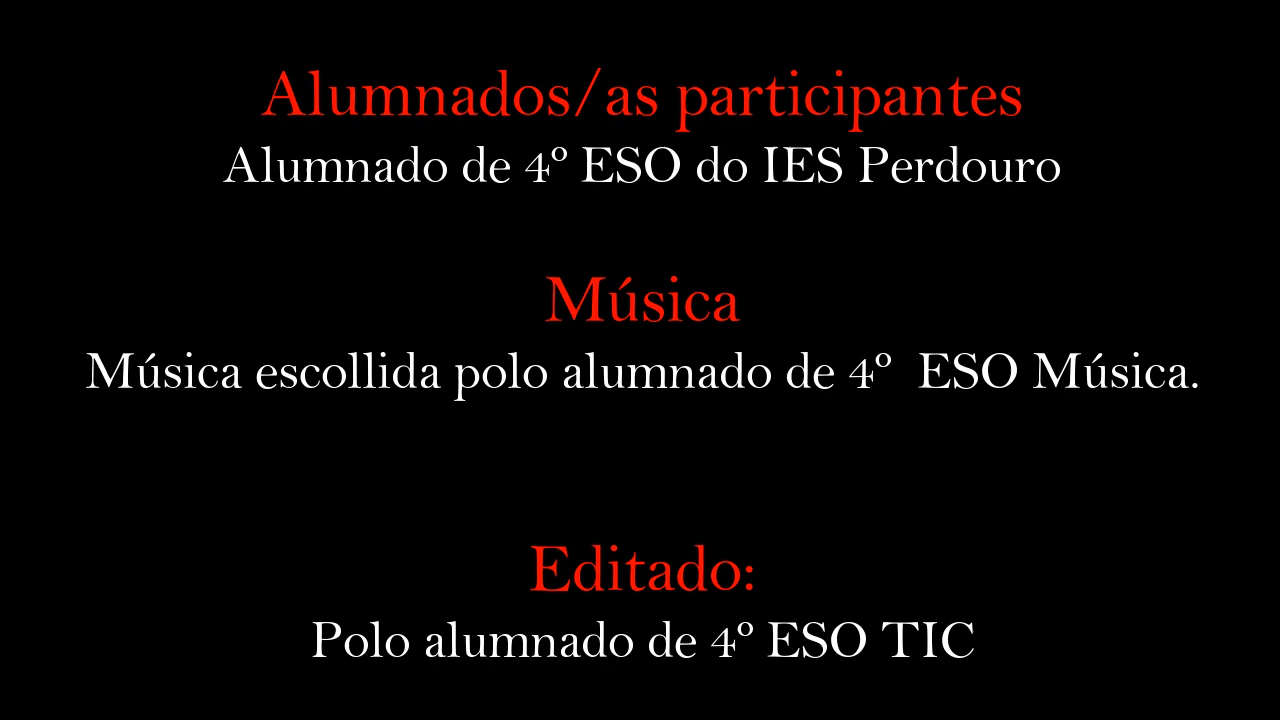 Alumnados/as participantes
Alumnado de 4º ESO do IES Perdouro
Música
Música escollida polo alumnado de 4º  ESO Música.
Editado:
Polo alumnado de 4º ESO TIC